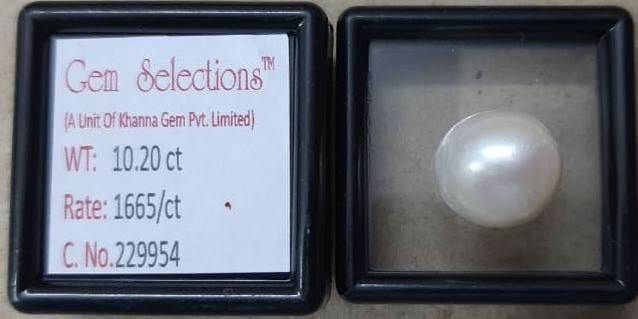 Gem Selections™
(A Unit Of Khanna Gem Pvt. Limited)
WT: 10.20 ct
Rate: 1665/ct
C. No.229954